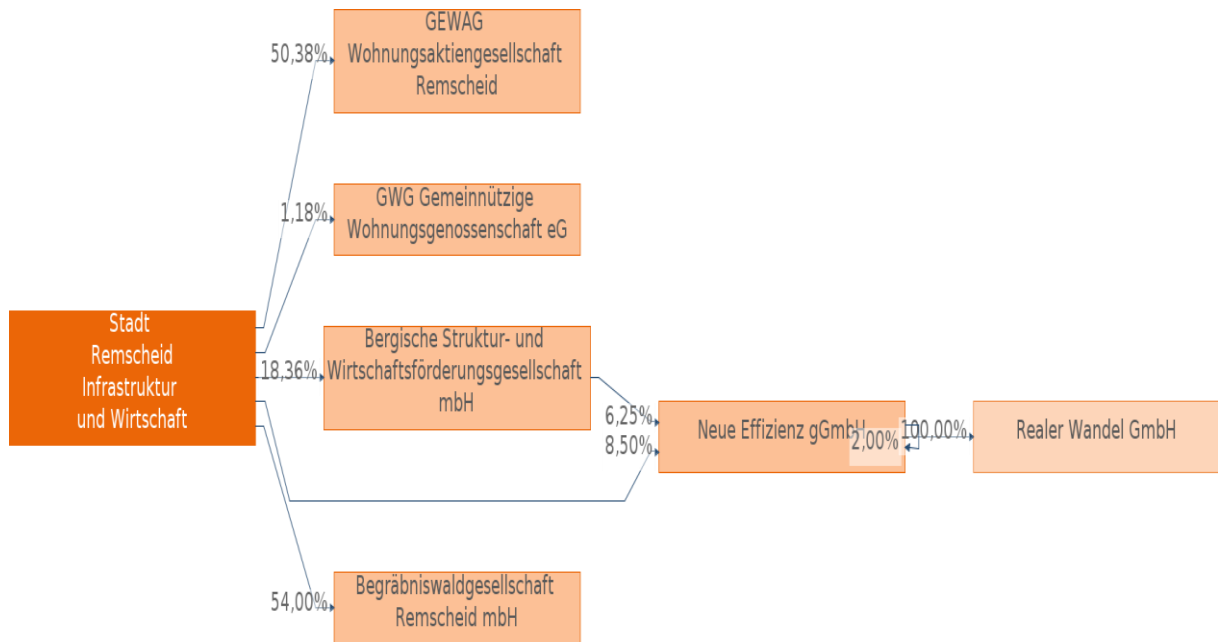 GEWAG
Wohnungsaktiengesellschaft
Remscheid
50,38%
GWG Gemeinnützige
Wohnungsgenossenschaft eG
1,18%
Stadt
Remscheid
Infrastruktur
und Wirtschaft
18,36%
Bergische Struktur- und
Wirtschaftsförderungsgesellschaft
mbH
6,25%
8,50%
Neue Effizienz gGmbH
2,00%
100,00%
Realer Wandel GmbH
54,00%
Begräbniswaldgesellschaft
Remscheid mbH